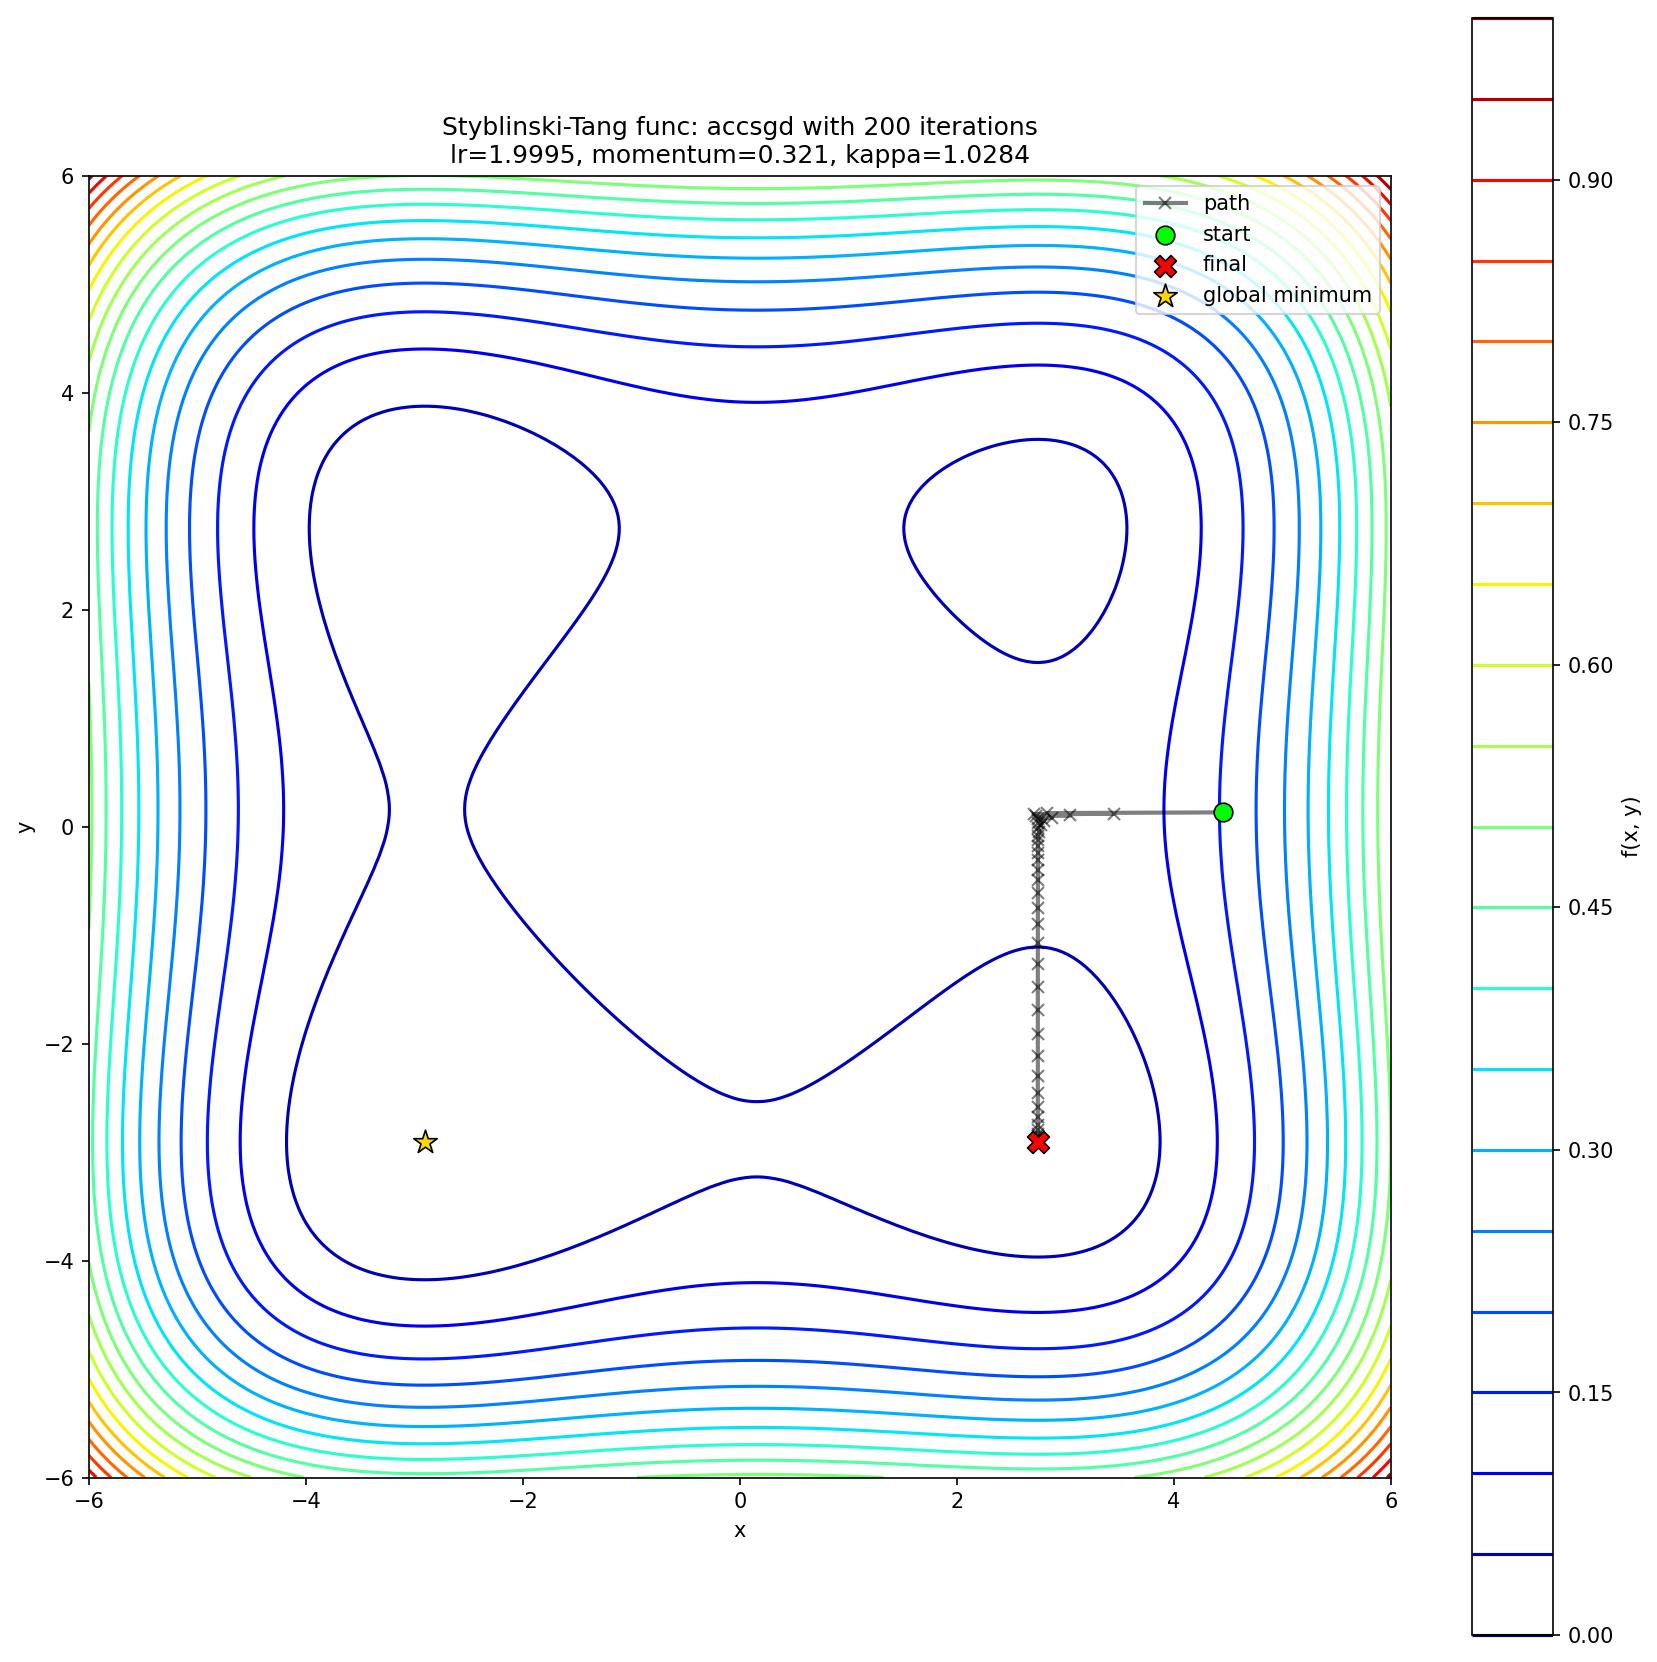 Styblinski-Tang func: accsgd with 200 iterations
lr=1.9995, momentum=0.321, kappa=1.0284
path
start
final
global minimum
6
4
2
0
−2
−4
−6
y
−6
−4
−2
0
2
4
6
x
0.90
0.75
0.60
0.45
0.30
0.15
0.00
f(x, y)